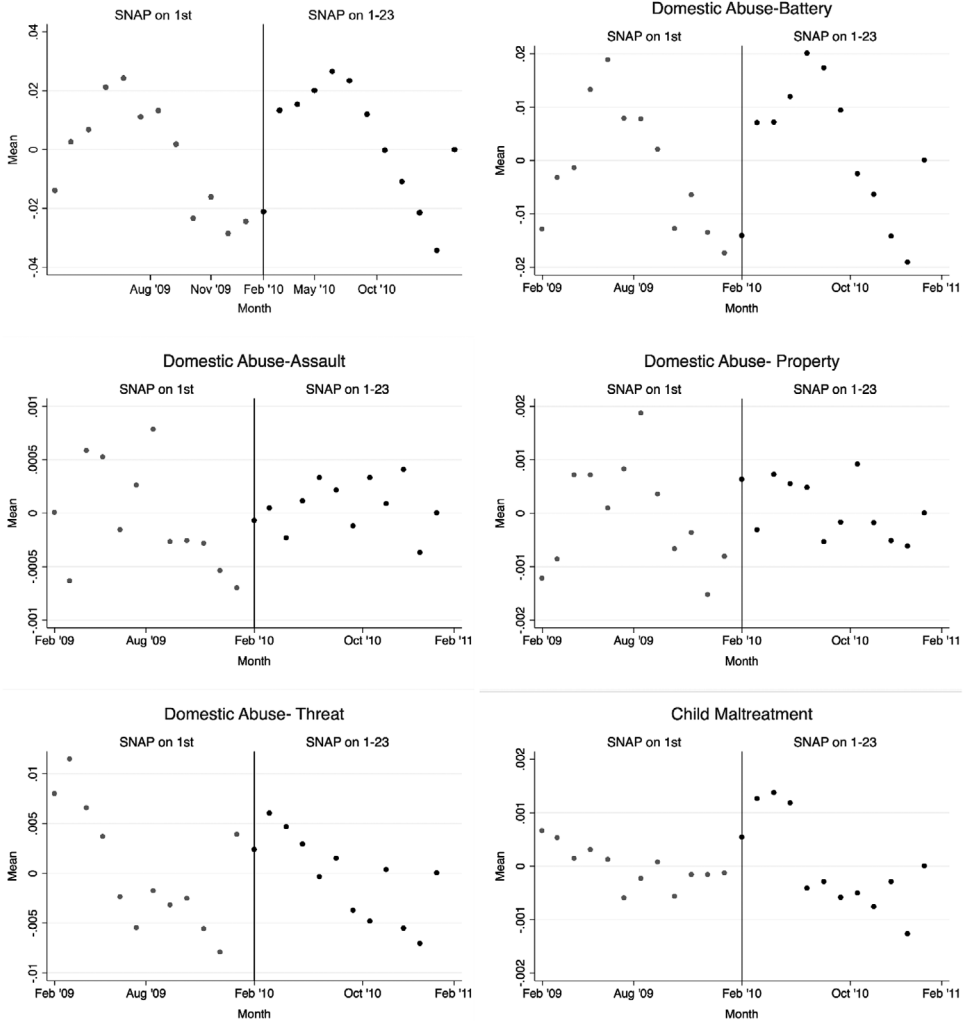 SNAP on 1st SNAP on 1-23
.04
.02
0
-.02
-.04
Mean
Aug '09 Nov '09 Feb '10 May '10 Oct '10
Month
Domestic Abuse-Battery
SNAP on 1st SNAP on 1-23
.02
.01
0
-.01
-.02
Mean
Feb '09 Aug '09 Feb '10 Oct '10 Feb '11
Month
Domestic Abuse-Assault
SNAP on 1st SNAP on 1-23
.001
.0005
0
-.0005
-.001
Mean
Feb '09 Aug '09 Feb '10 Oct '10 Feb '11
Month
Domestic Abuse- Property
SNAP on 1st SNAP on 1-23
.002
.001
0
-.001
-.002
Mean
Feb '09 Aug '09 Feb '10 Oct '10 Feb '11
Month
Domestic Abuse- Threat
SNAP on 1st SNAP on 1-23
.01
.005
0
-.005
-.01
Mean
Feb '09 Aug '09 Feb '10 Oct '10 Feb '11
Month
Child Maltreatment
SNAP on 1st SNAP on 1-23
.002
.001
0
-.001
-.002
Mean
Feb '09 Aug '09 Feb '10 Oct '10 Feb '11
Month